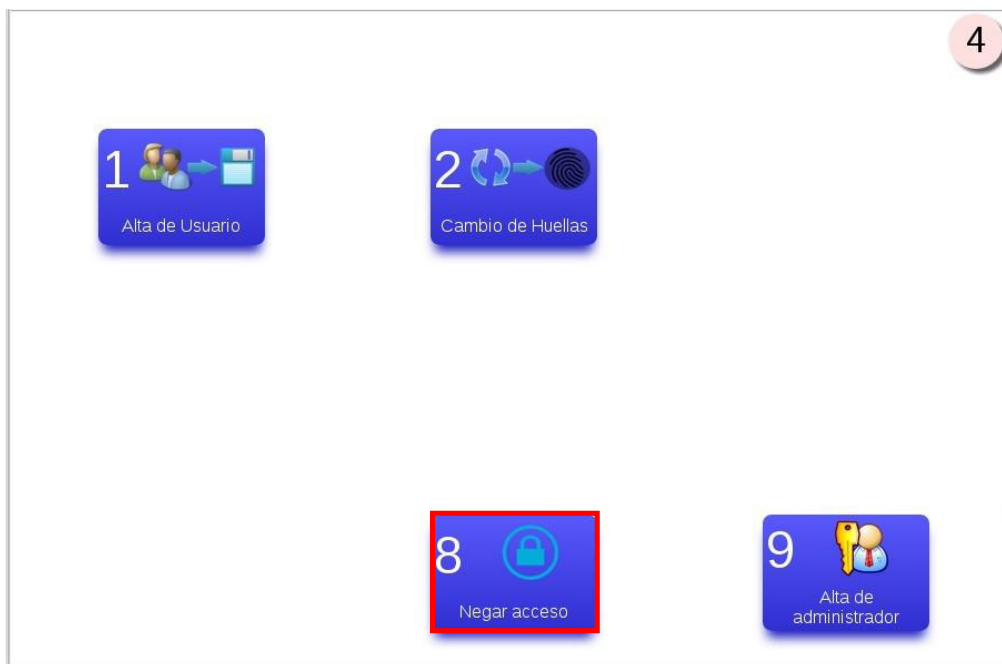 4
1
Alta de Usuario
2
Cambio de Huellas
8
Negar acceso
9
Alta de
administrador